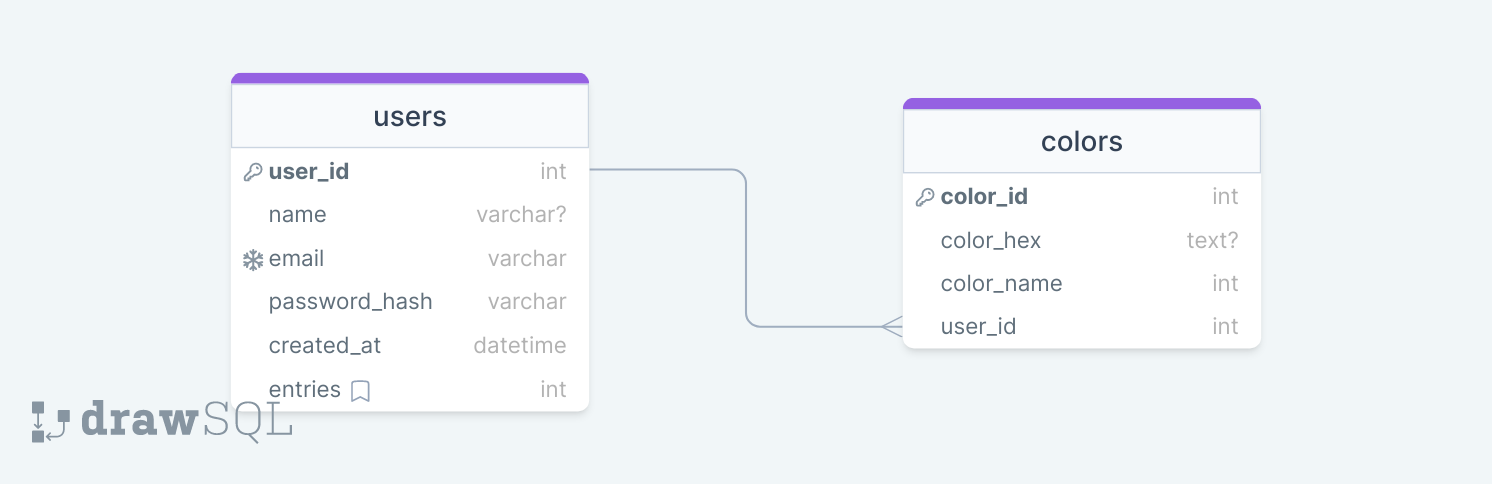 users
user_id int
name varchar?
email varchar
password_hash varchar
created_at datetime
entries int
colors
color_id int
color_hex text?
color_name int
user_id int
drawSQL